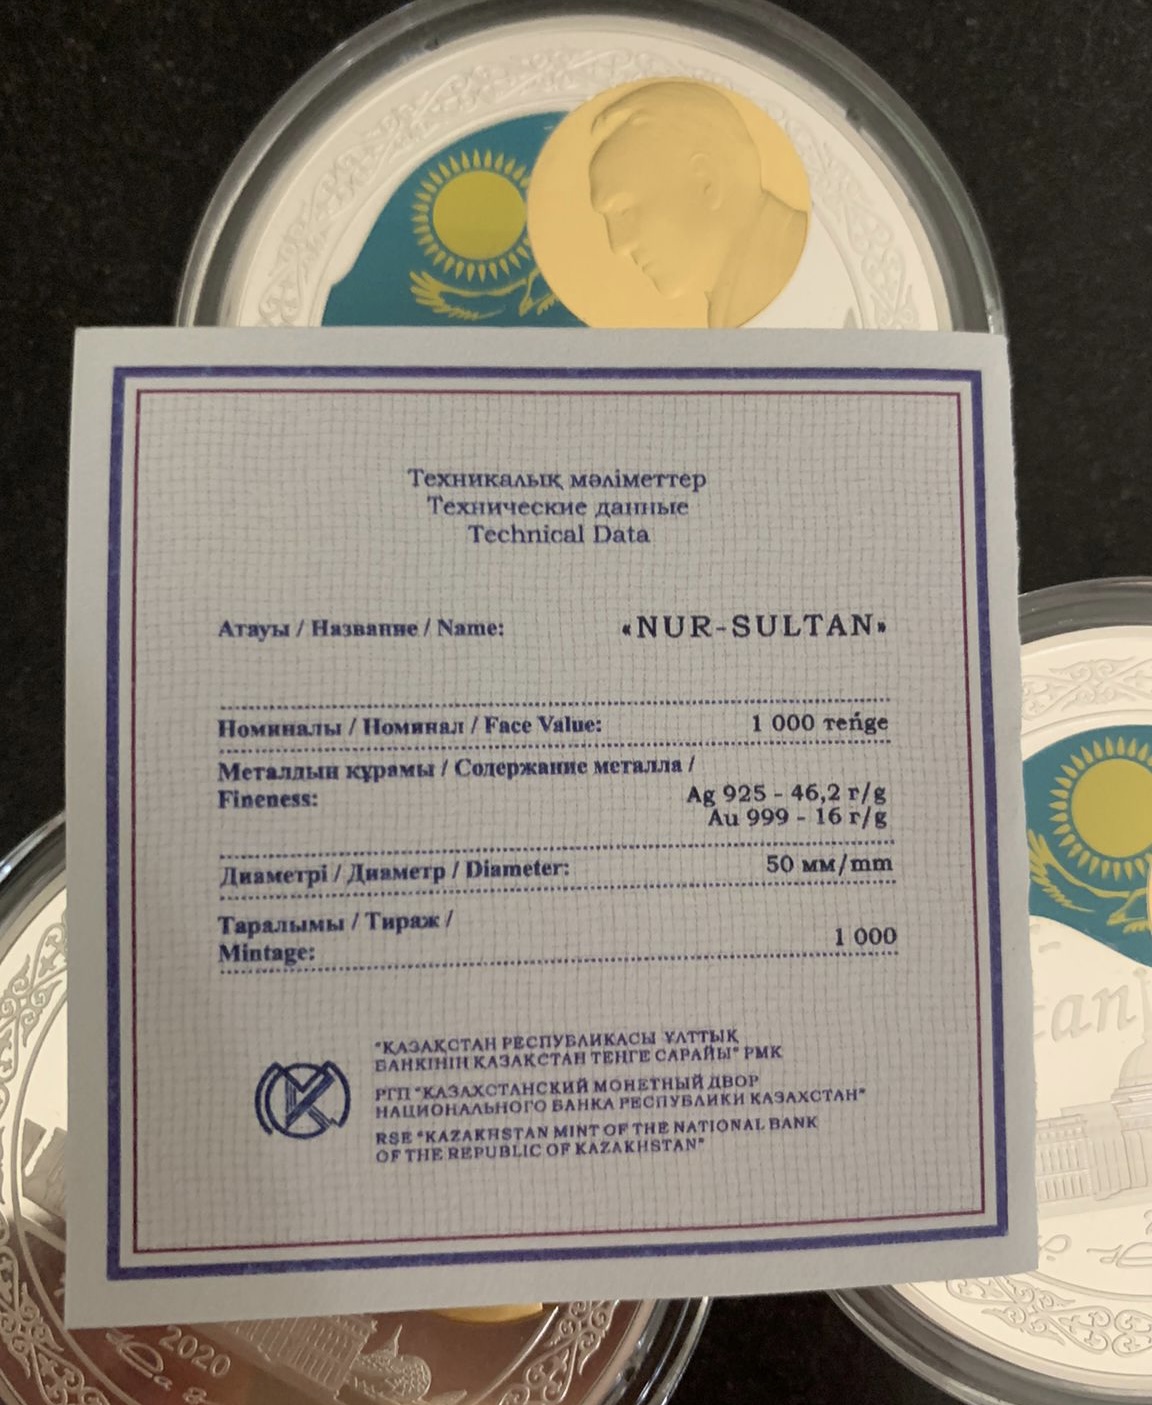 Техникалық мәліметтер
Технические данные
Technical Data
Атауы / Название / Name: «NUR-SULTAN»
Номиналы / Номинал / Face Value: 1 000 теńge
Металдың құрамы / Содержание металла /
Fineness:
Ag 925 - 46,2 г/g
Au 999 - 16 г/g
Диаметрі / Диаметр / Diameter: 50 мм/mm
Таралымы / Тираж /
Mintage: 1 000
"ҚАЗАҚСТАН РЕСПУБЛИКАСЫ ҰЛТТЫҚ
БАНКІНІҢ ҚАЗАҚСТАН ТЕҢГЕ САРАЙЫ" РМК
РГП "КАЗАХСТАНСКИЙ МОНЕТНЫЙ ДВОР
НАЦИОНАЛЬНОГО БАНКА РЕСПУБЛИКИ КАЗАХСТАН"
RSE "KAZAKHSTAN MINT OF THE NATIONAL BANK
OF THE REPUBLIC OF KAZAKHSTAN"
tan
2020